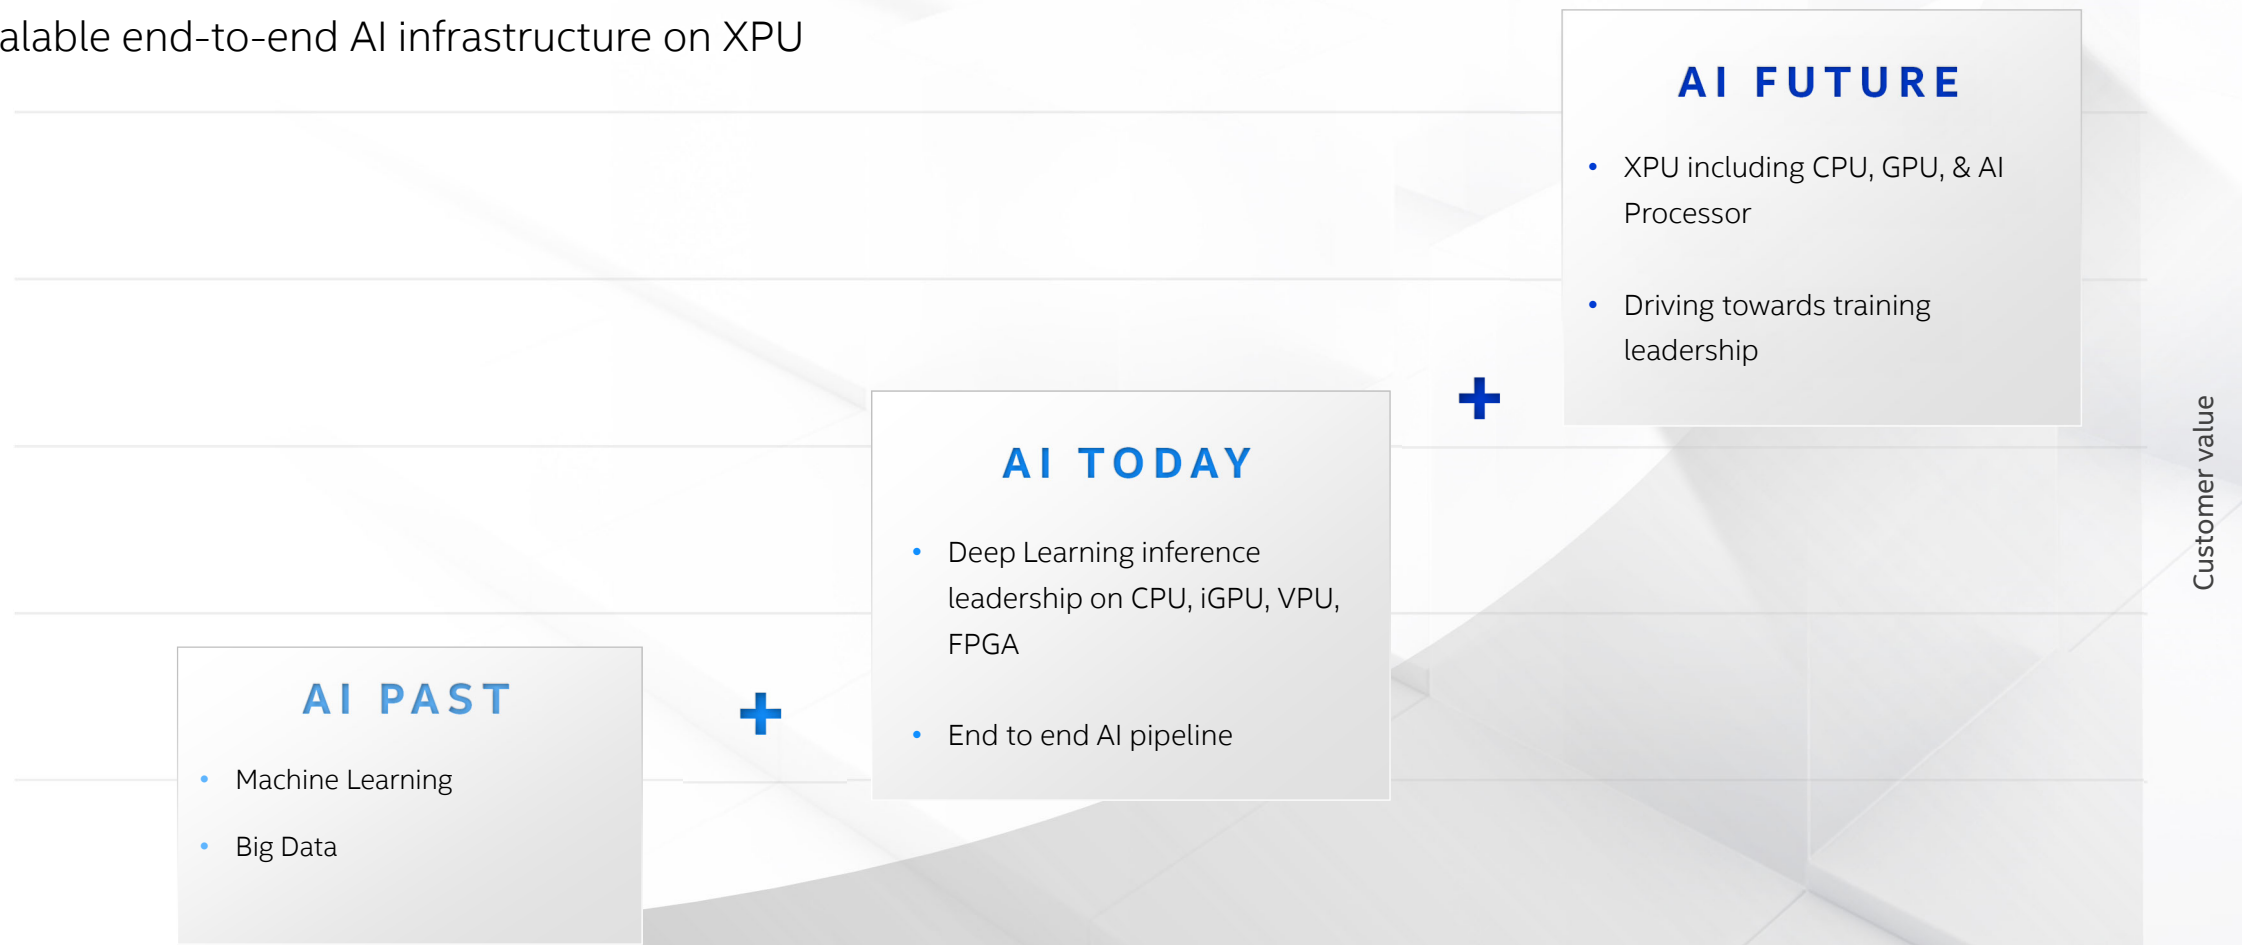 alable end-to-end AI infrastructure on XPU
AI FUTURE
• XPU including CPU, GPU, & AI
Processor
• Driving towards training
leadership
+
AI TODAY
• Deep Learning inference
leadership on CPU, iGPU, VPU,
FPGA
• End to end AI pipeline
+
AI PAST
• Machine Learning
• Big Data
Customer value